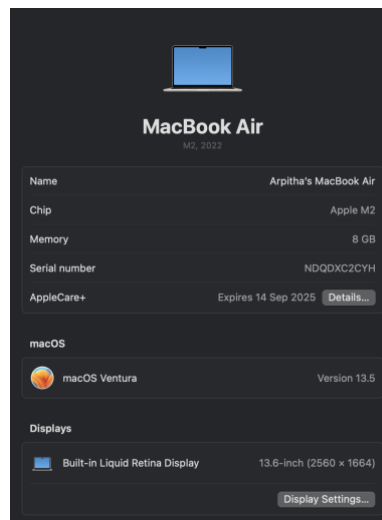 MacBook Air
M2, 2022
Name Arpitha's MacBook Air
Chip Apple M2
Memory 8 GB
Serial number NDQDXC2CYH
AppleCare+ Expires 14 Sep 2025 Details...
macOS
macOS Ventura Version 13.5
Displays
Built-in Liquid Retina Display 13.6-inch (2560 × 1664)
Display Settings...